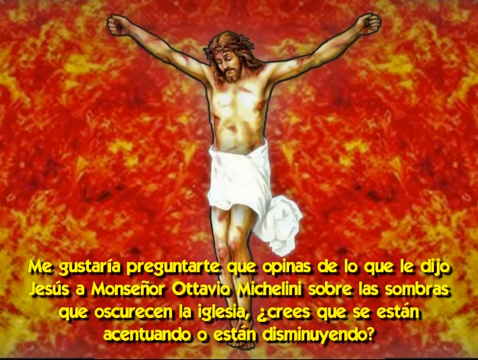 Me gustaría preguntarte que opinas de lo que le dijo
Jesús a Monseñor Ottavio Michelini sobre las sombras
que oscurecen la iglesia, ¿crees que se están
acentuando o están disminuyendo?